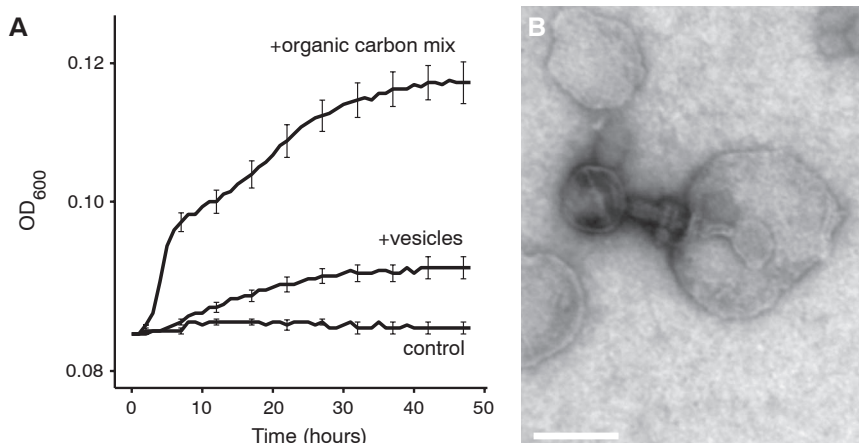 A
B
+organic carbon mix
0.12
0.10
OD600
+vesicles
control
0.08
0
10
20
30
40
50
Time (hours)